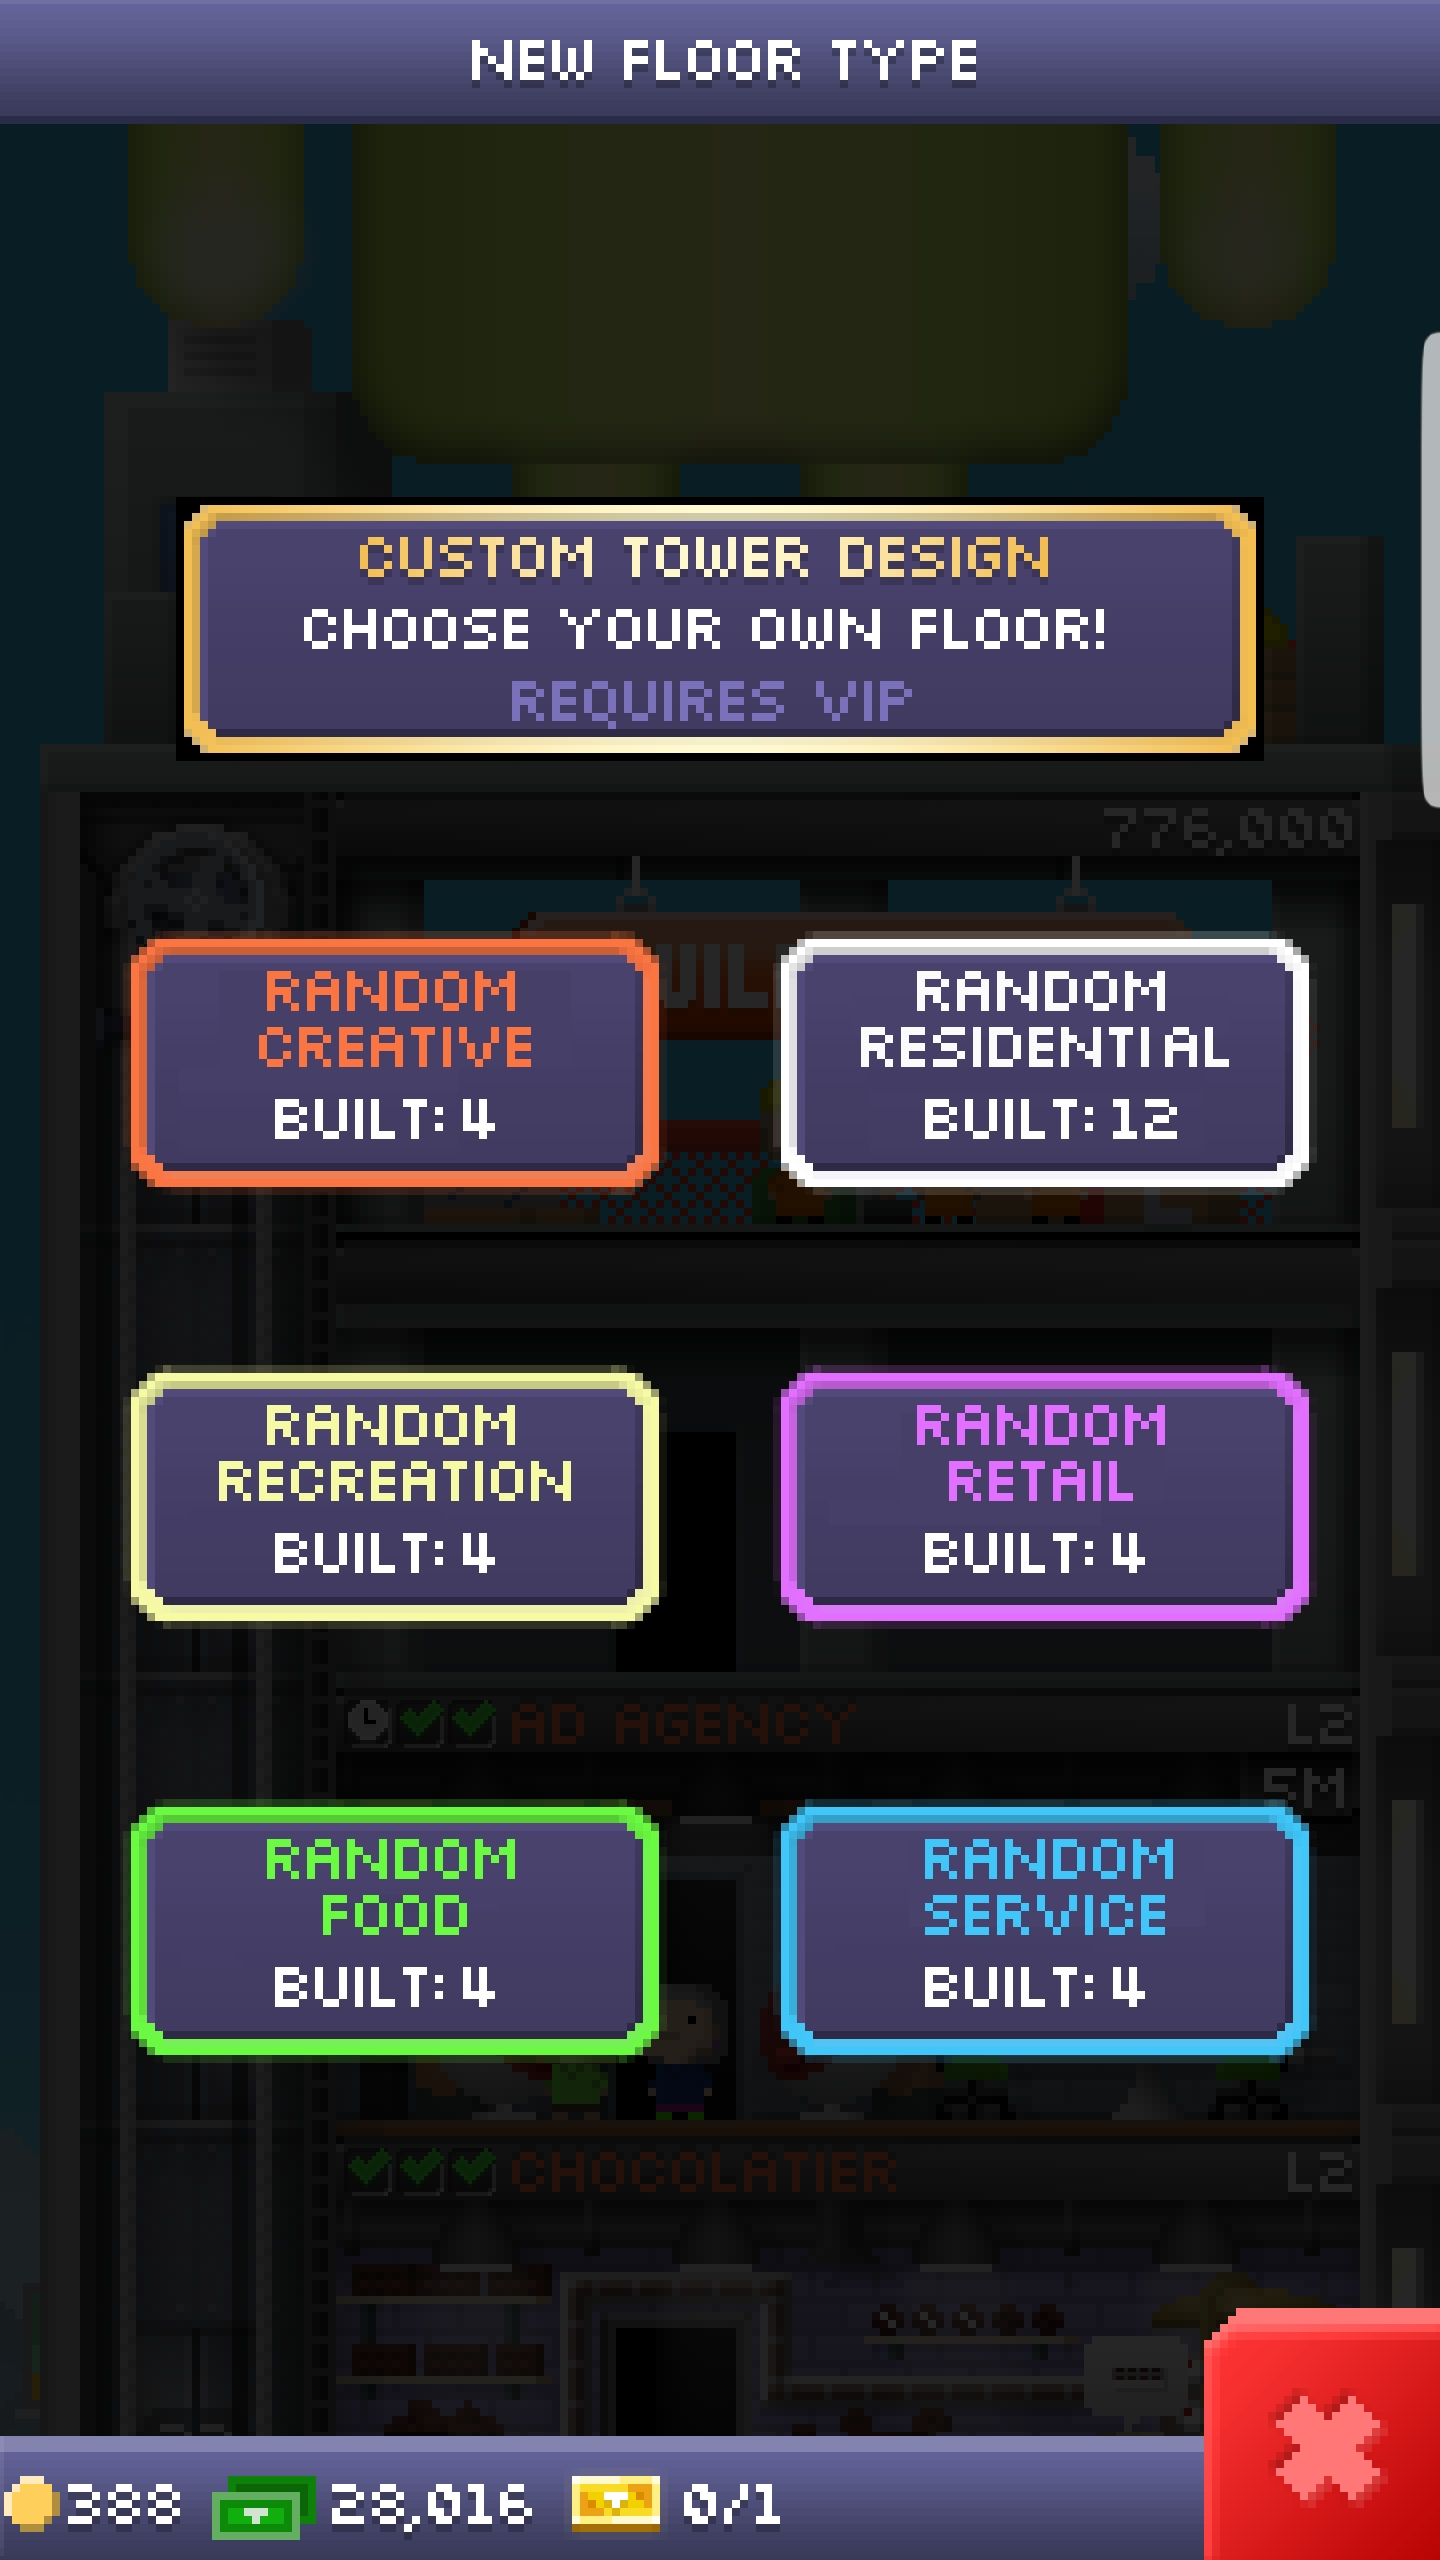 NEW FLOOR TYPE
CUSTOM TOWER DESIGN
CHOOSE YOUR OWN FLOOR!
REQUIRES VIP
776,000
RANDOM
CREATIVE
BUILT: 4
RANDOM
RESIDENTIAL
BUILT: 12
RANDOM
RECREATION
BUILT: 4
RANDOM
RETAIL
BUILT: 4
AD AGENCY
L2
5M
RANDOM
FOOD
BUILT: 4
RANDOM
SERVICE
BUILT: 4
CHOCOLATIER
L2
388
28,016
0/1